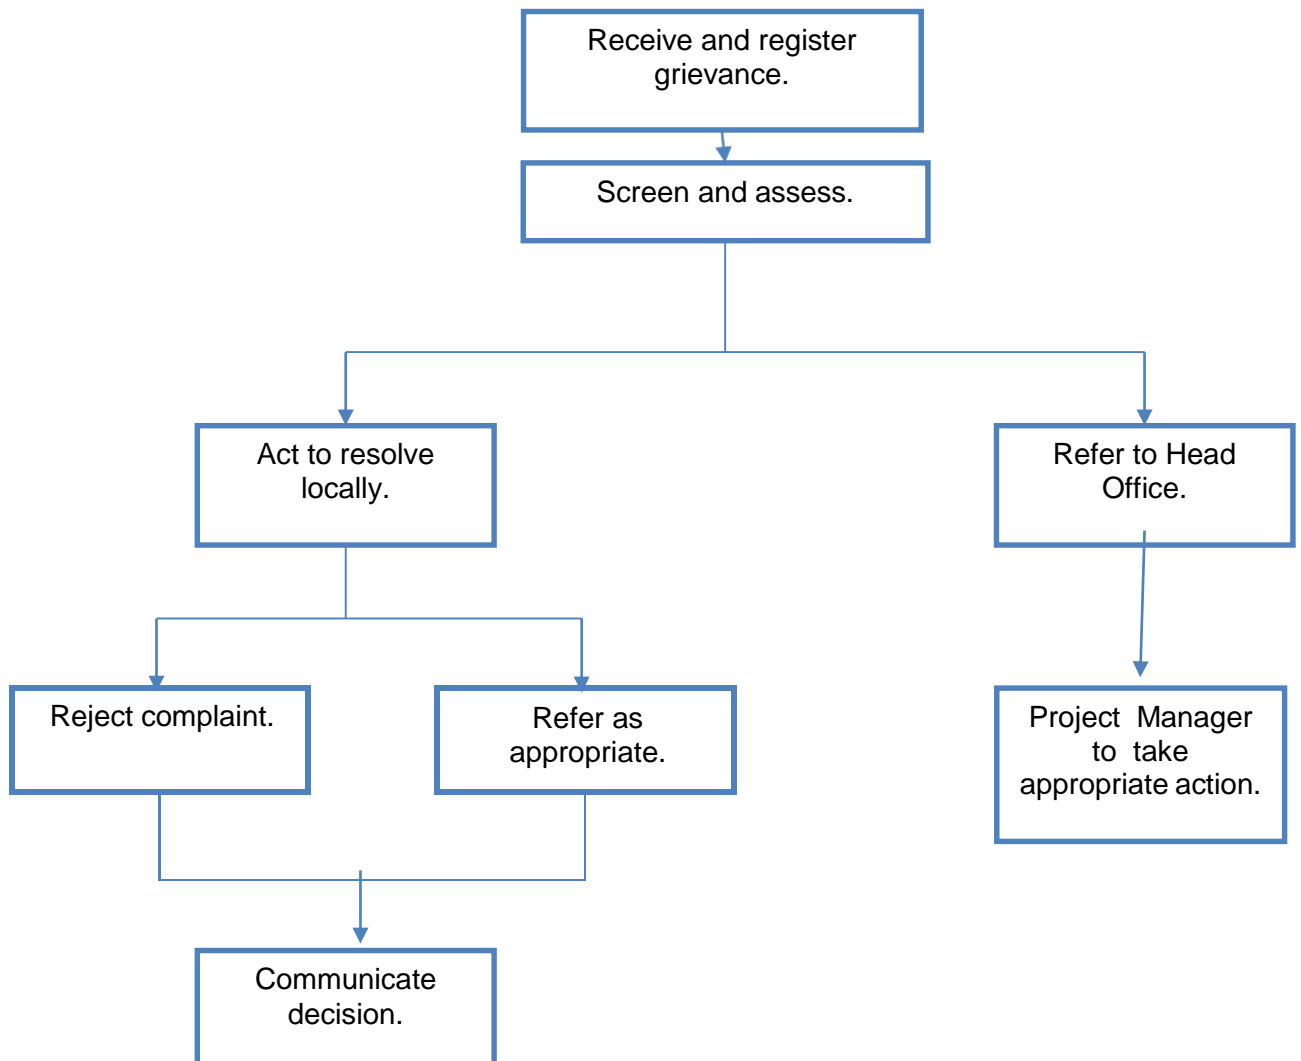 Receive and register
grievance.
Screen and assess.
Act to resolve
locally.
Refer to Head
Office.
Reject complaint.
Refer as
appropriate.
Project Manager
to take
appropriate action.
Communicate
decision.